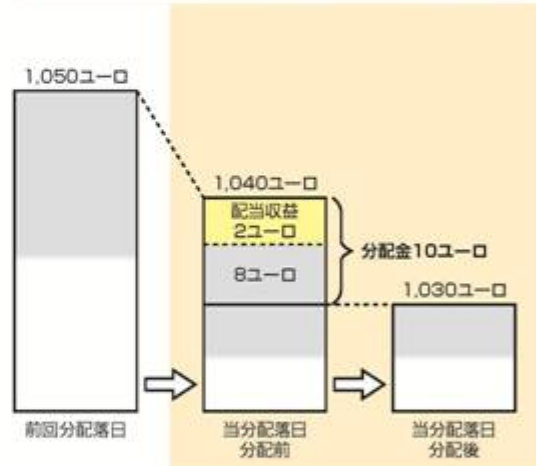 1,050ユーロ
1,040ユーロ
配当収益
2ユーロ
8ユーロ
分配金10ユーロ
1,030ユーロ
前回分配落日
当分配落日
分配前
当分配落日
分配後